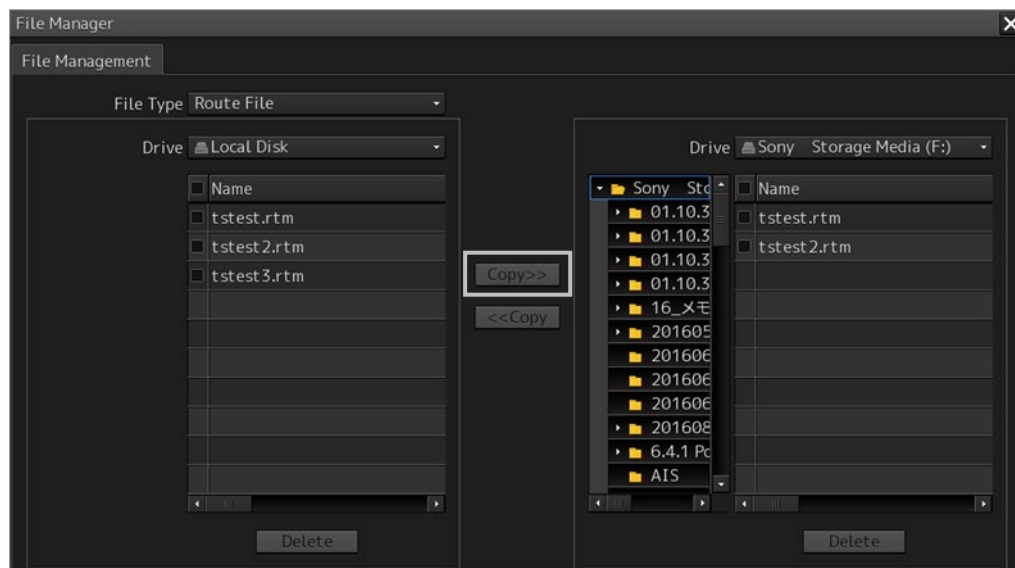 File Manager
File Management
File Type Route File
Drive Local Disk
Name
tstest.rtm
tstest2.rtm
tstest3.rtm
Delete
Copy>>
<<Copy
Drive Sony Storage Media (F:)
Sony Sto
01.10.3
01.10.3
01.10.3
01.10.3
16_メモ
201605
201606
201606
201606
201608
6.4.1 Po
AIS
Name
tstest.rtm
tstest2.rtm
Delete